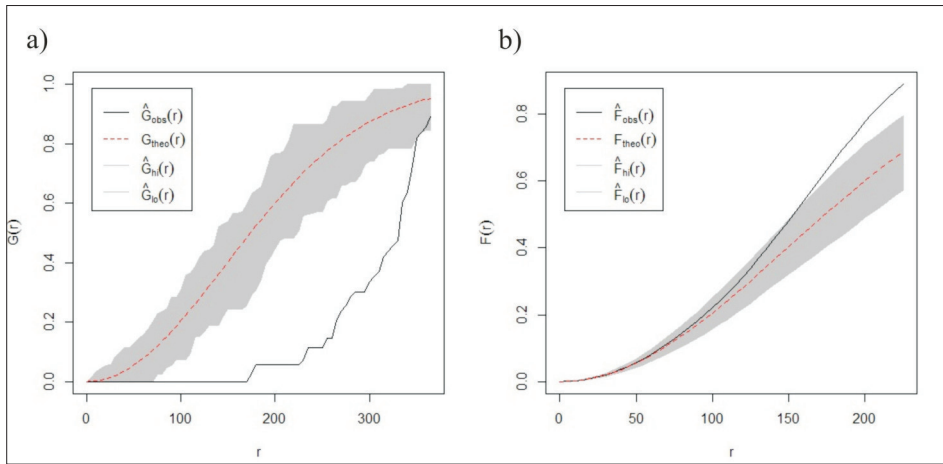 a)
G(r)
1.0
0.8
0.6
0.4
0.2
0.0
Ĝobs(r)
Gtheo(r)
Ĝhi(r)
Ĝlo(r)
0 100 200 300
r
b)
F(r)
0.8
0.6
0.4
0.2
0.0
F̂obs(r)
Ftheo(r)
F̂hi(r)
F̂lo(r)
0 50 100 150 200
r